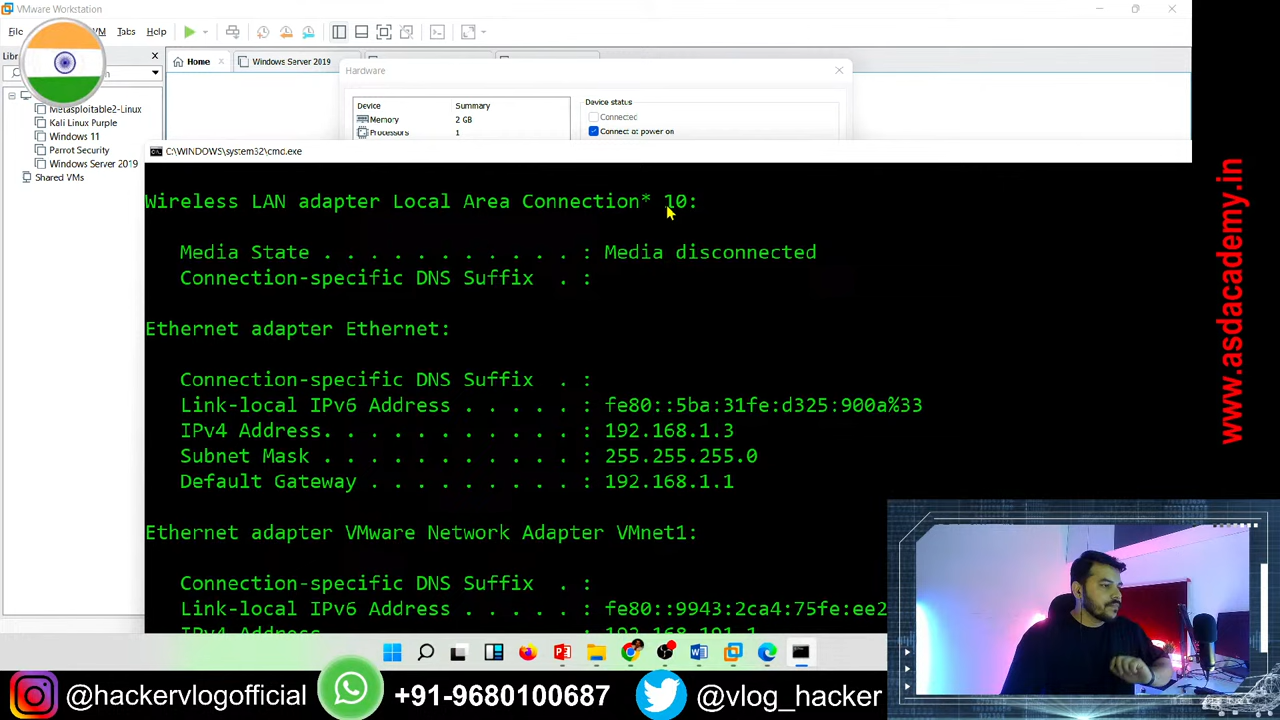 VMware Workstation
File
VM Tabs Help
Home
Windows Server 2019
Metasploitable2-Linux
Kali Linux Purple
Windows 11
Parrot Security
Windows Server 2019
Shared VMs
Hardware
Device Summary
Memory 2 GB
Processors 1
Device status
Connected
Connect at power on
C:\WINDOWS\system32\cmd.exe
Wireless LAN adapter Local Area Connection* 10:
Media State . . . . . . . . . . . : Media disconnected
Connection-specific DNS Suffix . :
Ethernet adapter Ethernet:
Connection-specific DNS Suffix . :
Link-local IPv6 Address . . . . . : fe80::5ba:31fe:d325:900a%33
IPv4 Address. . . . . . . . . . . : 192.168.1.3
Subnet Mask . . . . . . . . . . . : 255.255.255.0
Default Gateway . . . . . . . . . : 192.168.1.1
Ethernet adapter VMware Network Adapter VMnet1:
Connection-specific DNS Suffix . :
Link-local IPv6 Address . . . . . : fe80::9943:2ca4:75fe:ee2
IPv4 Address. . . . . . . . . . . : 192.168.191.1
www.asdacademy.in
@hackervlogofficial
+91-9680100687
@vlog_hacker